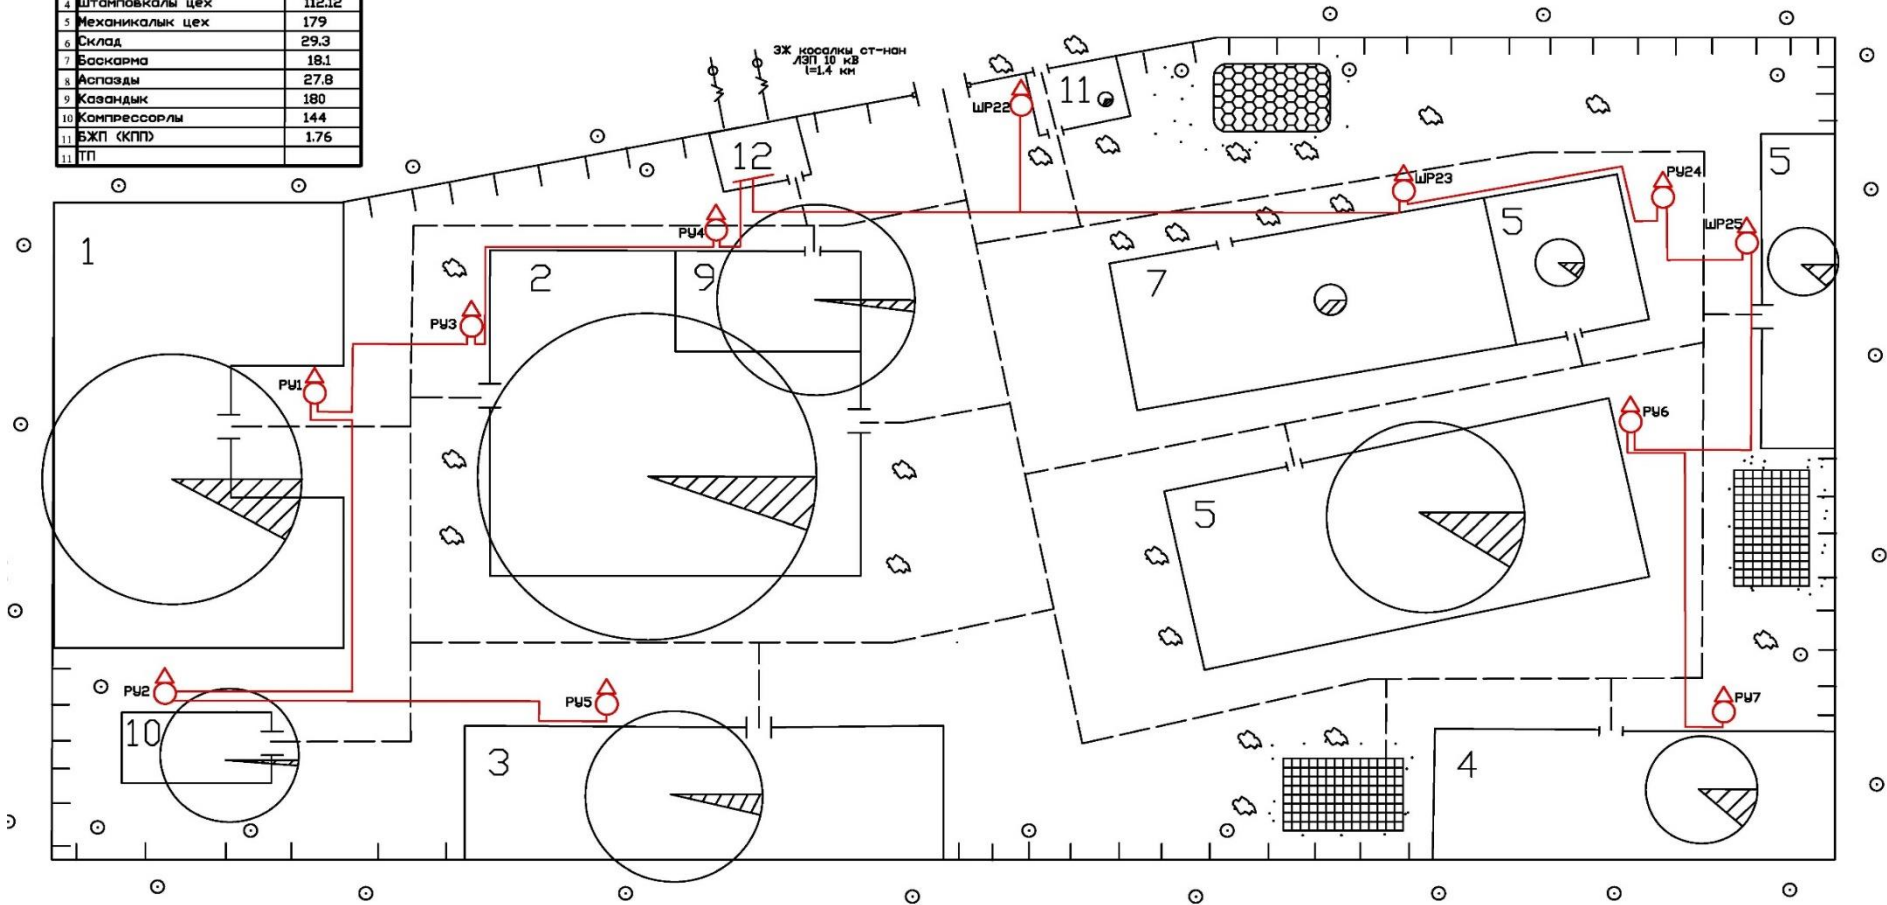 4 Штамповкалы цех 112.12
5 Механикалык цех 179
6 Склад 29.3
7 Баскарма 18.1
8 Аспазды 27.8
9 Казандык 180
10 Компрессорлы 144
11 БЖП (КПП) 1.76
11 ТП
ЭЖ косалкы ст-нан
ЛЭП 10 кВ
l=1.4 км
ШР22
11
12
ШР23
РУ24
5
ШР25
РУ4
1
2
9
7
5
РУ3
РУ1
РУ6
5
РУ2
РУ5
РУ7
10
3
4